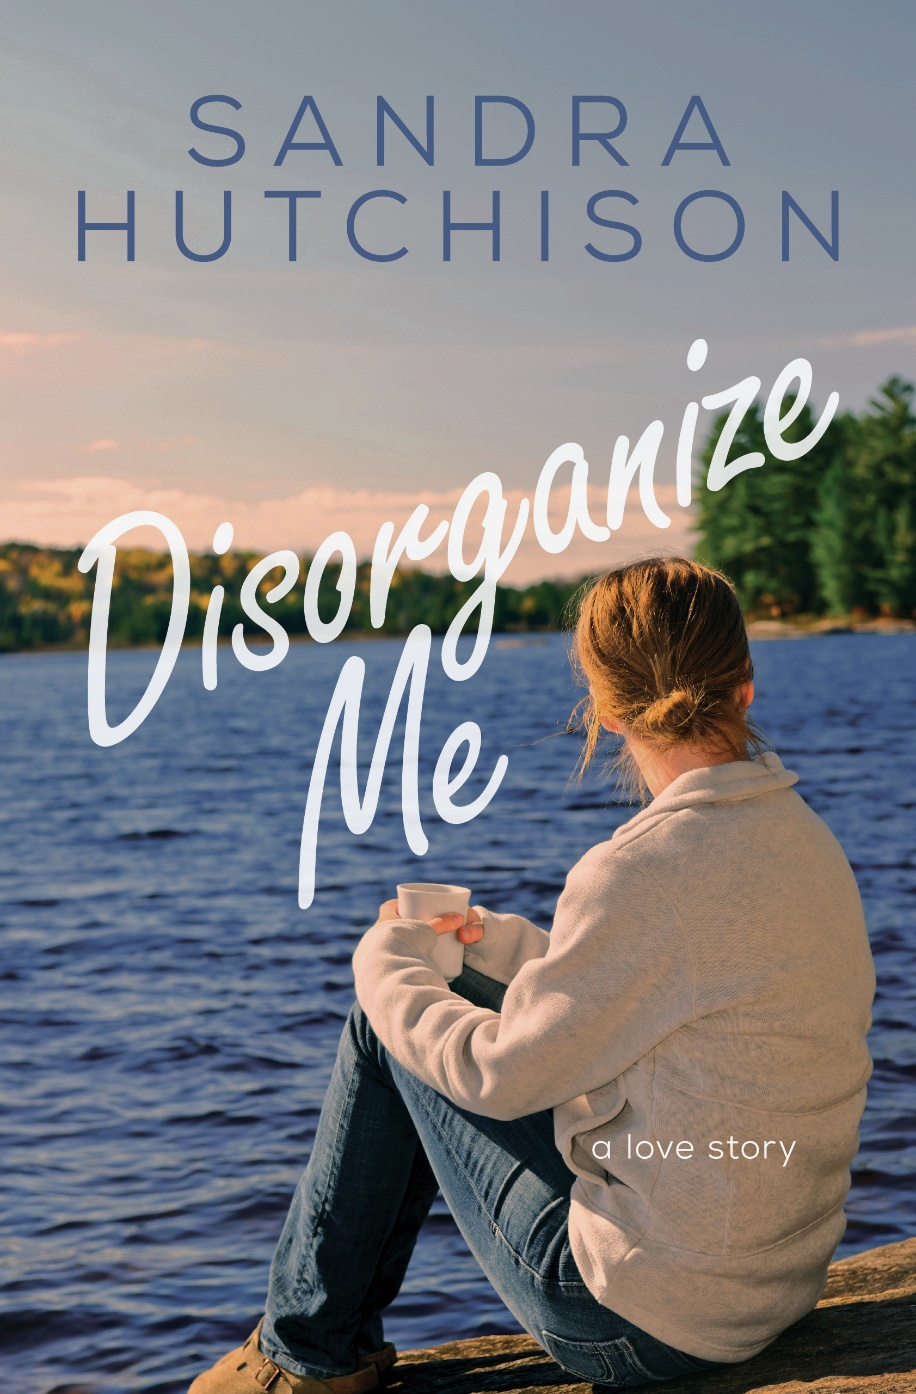 SANDRA
HUTCHISON
Disorganize
Me
a love story